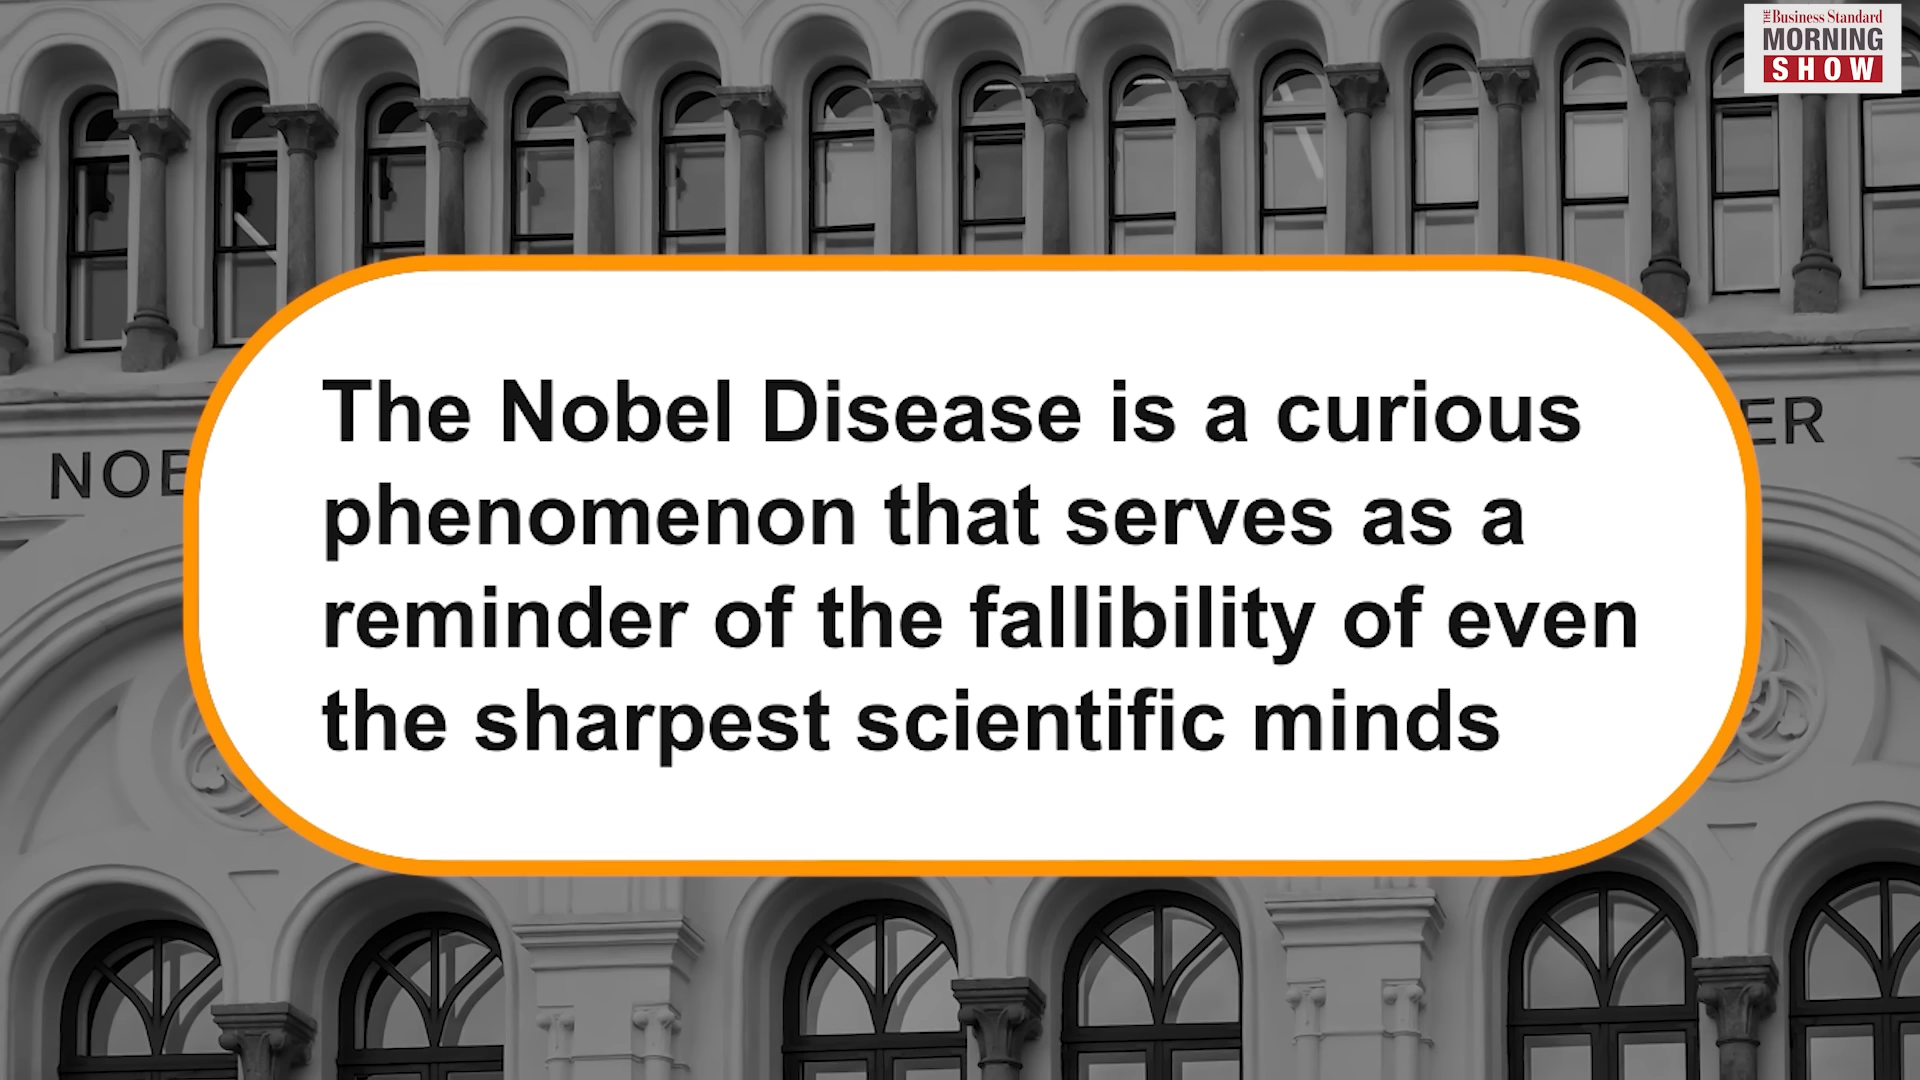 THE Business Standard
MORNING
SHOW
The Nobel Disease is a curious
phenomenon that serves as a
reminder of the fallibility of even
the sharpest scientific minds
NOB
ER